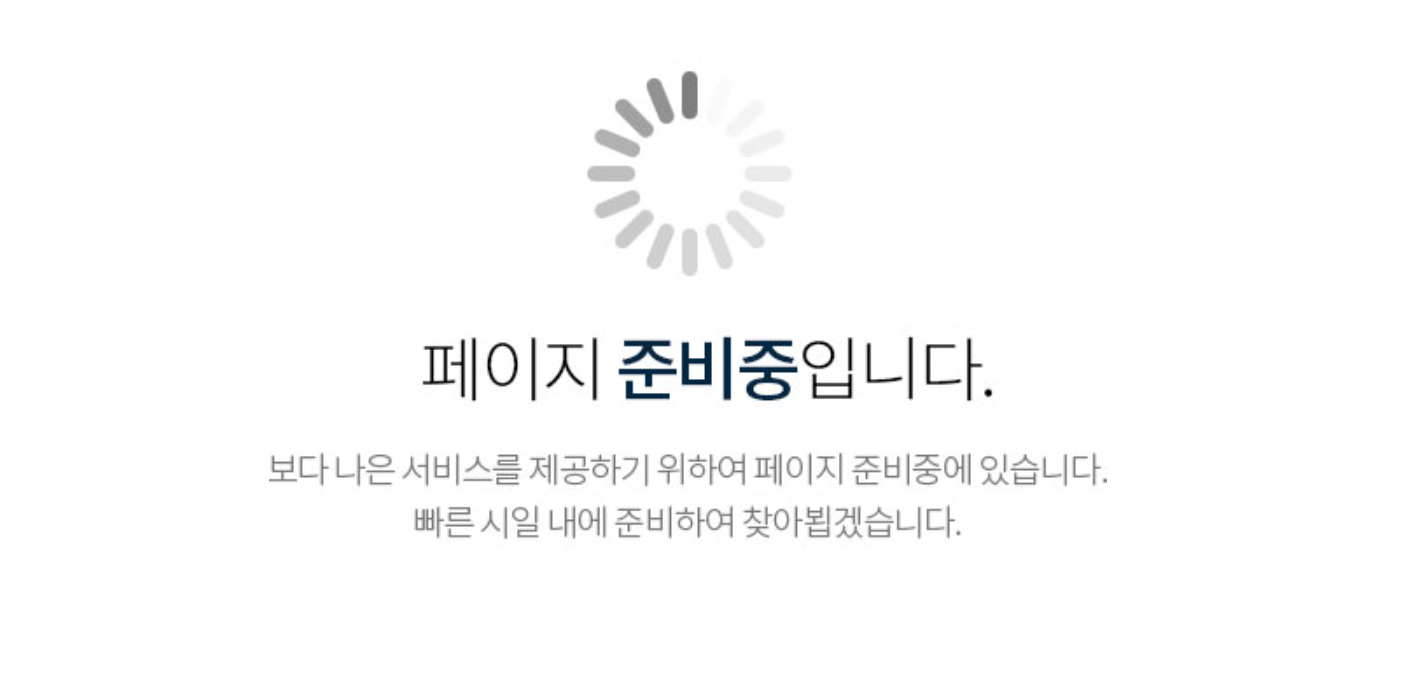 페이지 준비중입니다.
보다 나은 서비스를 제공하기 위하여 페이지 준비중에 있습니다.
빠른 시일 내에 준비하여 찾아뵙겠습니다.